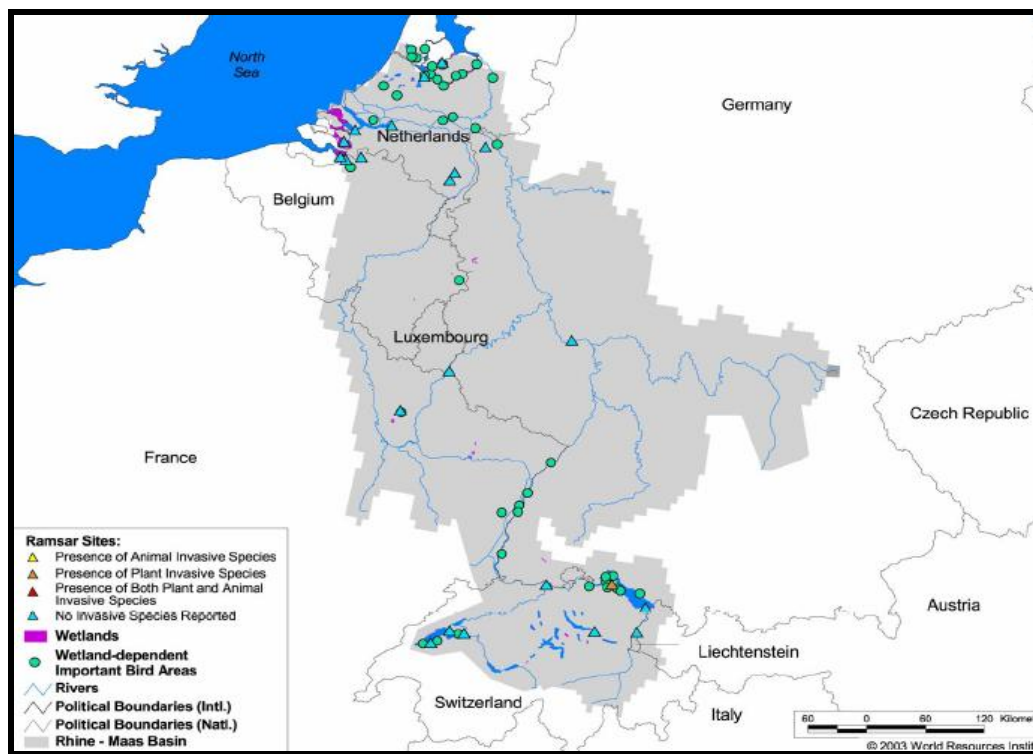 North
Sea
Germany
Netherlands
Belgium
Luxembourg
Czech Republic
France
Austria
Liechtenstein
Switzerland
Italy
Ramsar Sites:
Presence of Animal Invasive Species
Presence of Plant Invasive Species
Presence of Both Plant and Animal
Invasive Species
No Invasive Species Reported
Wetlands
Wetland-dependent
Important Bird Areas
Rivers
Political Boundaries (Intl.)
Political Boundaries (Natl.)
Rhine - Maas Basin
60 0 60 120 Kilome
© 2003 World Resources Instit